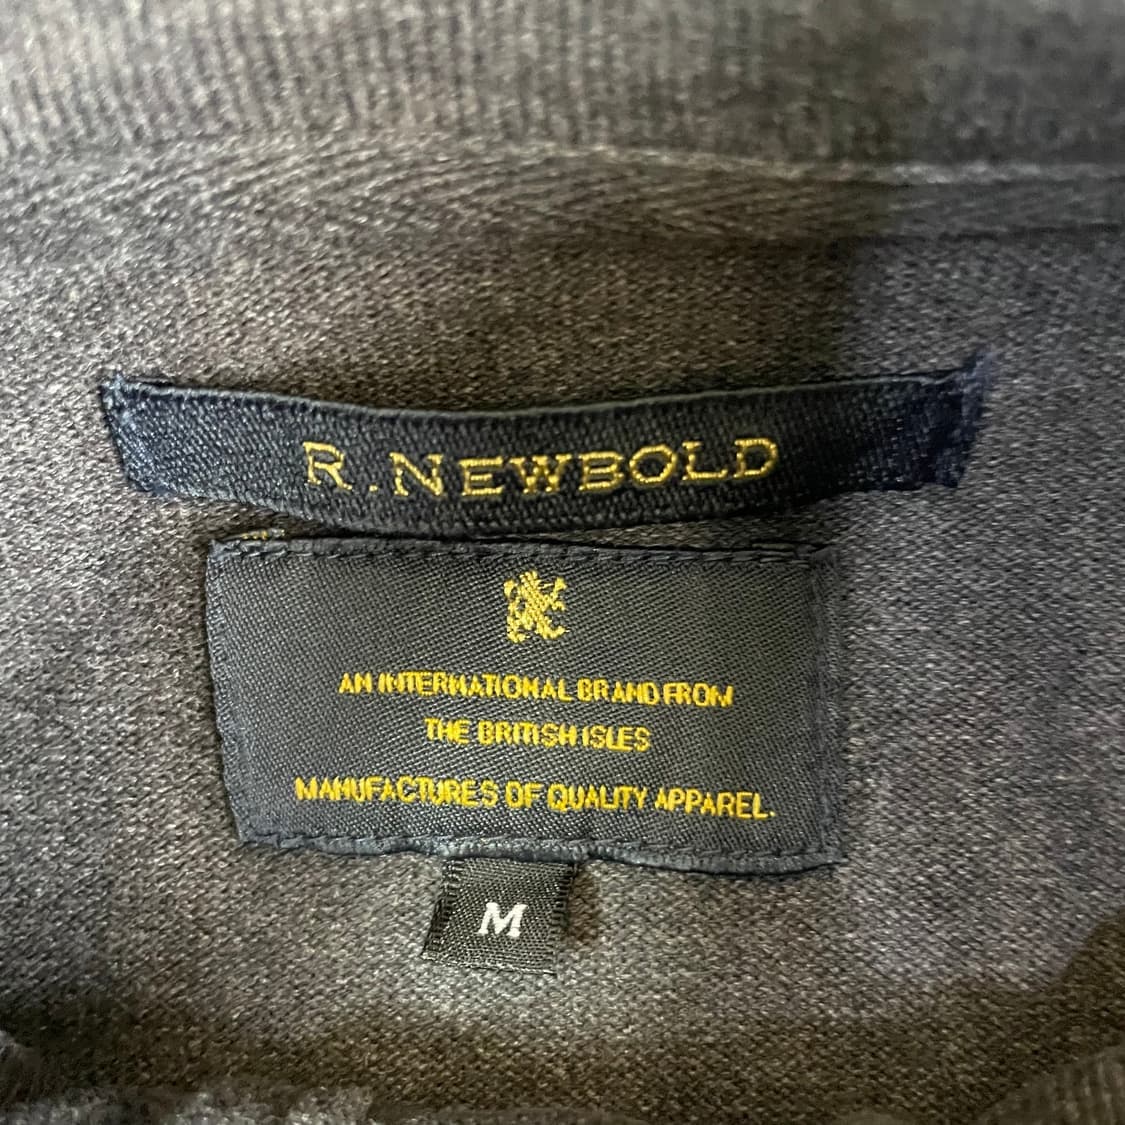 R.NEWBOLD
AN INTERNATIONAL BRAND FROM
THE BRITISH ISLES
MANUFACTURES OF QUALITY APPAREL.
M